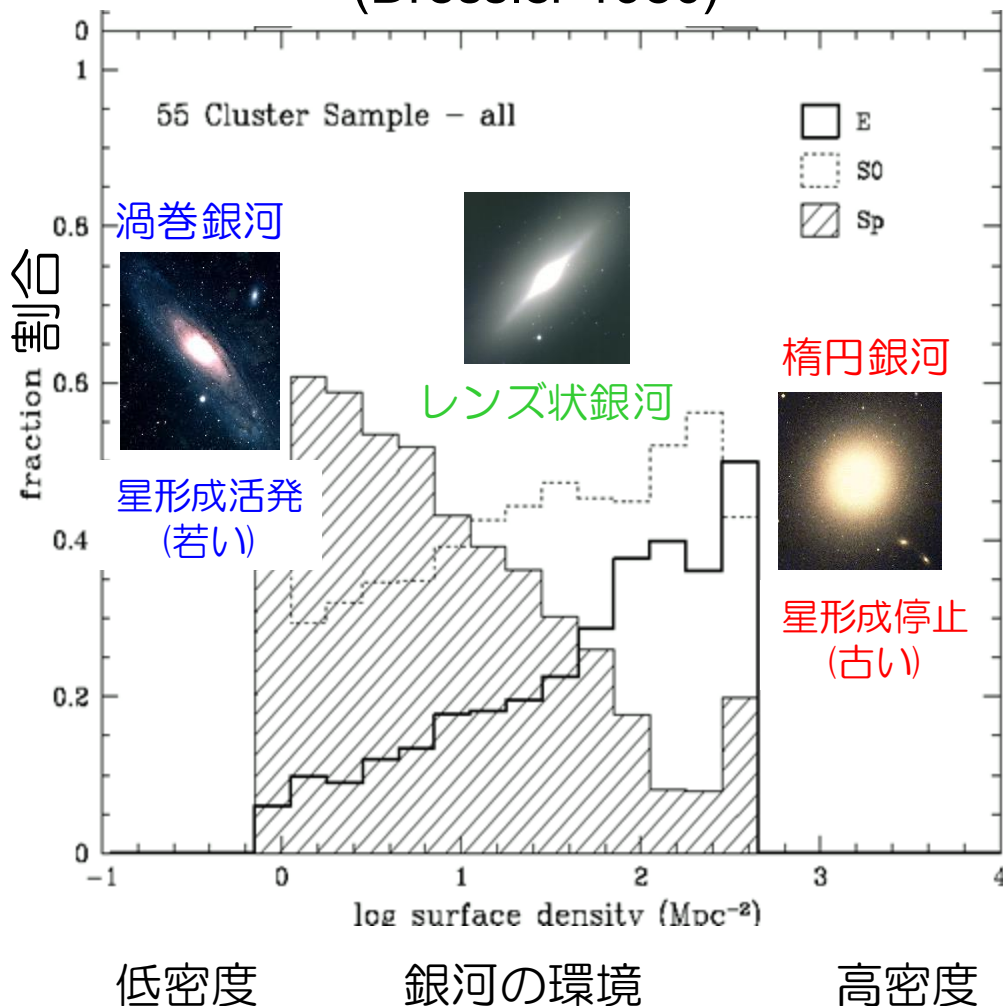 0
1
55 Cluster Sample – all
E
S0
Sp
渦巻銀河
0.8
fraction 割合
楕円銀河
0.6
レンズ状銀河
星形成活発
(若い)
0.4
星形成停止
(古い)
0.2
0
−1 0 1 2 3 4
log surface density (Mpc⁻²)
低密度 銀河の環境 高密度